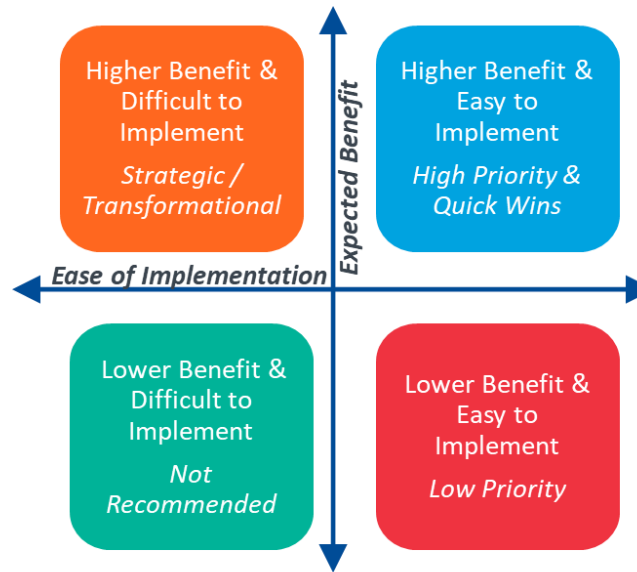 Higher Benefit &
Difficult to
Implement
Strategic /
Transformational
Higher Benefit &
Easy to
Implement
High Priority &
Quick Wins
Expected Benefit
Ease of Implementation
Lower Benefit &
Difficult to
Implement
Not
Recommended
Lower Benefit &
Easy to
Implement
Low Priority